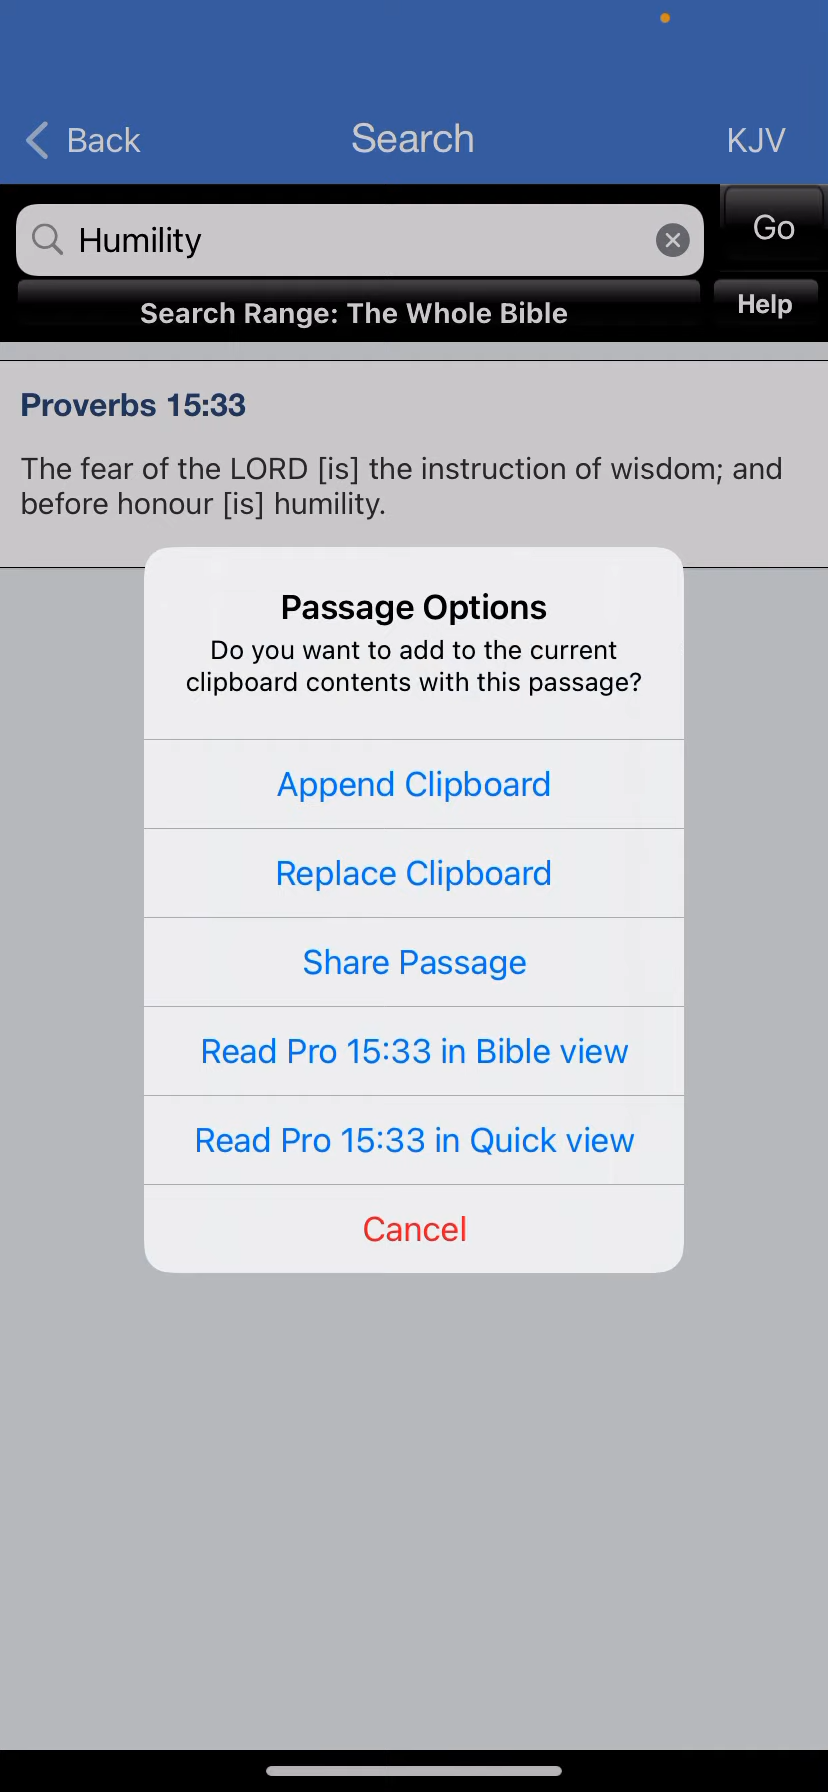 Back
Search
KJV
Humility
Go
Search Range: The Whole Bible
Help
Proverbs 15:33
The fear of the LORD [is] the instruction of wisdom; and
before honour [is] humility.
Passage Options
Do you want to add to the current
clipboard contents with this passage?
Append Clipboard
Replace Clipboard
Share Passage
Read Pro 15:33 in Bible view
Read Pro 15:33 in Quick view
Cancel